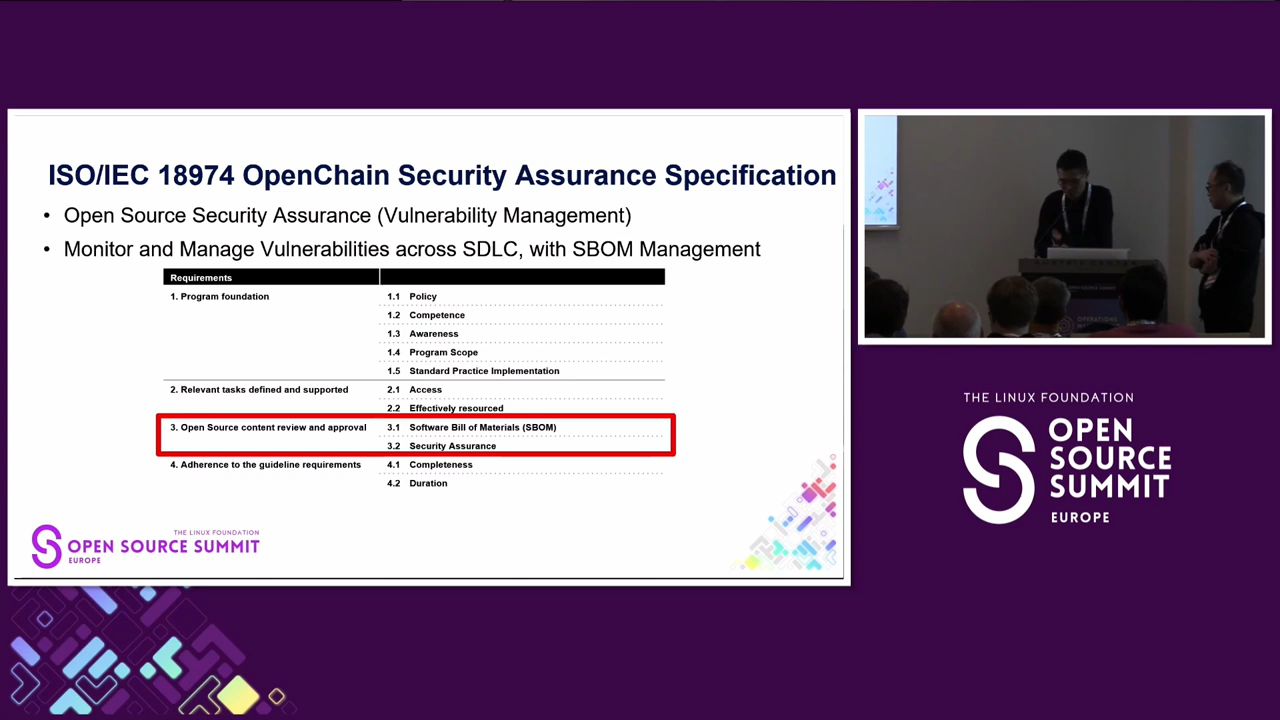 ISO/IEC 18974 OpenChain Security Assurance Specification
• Open Source Security Assurance (Vulnerability Management)
• Monitor and Manage Vulnerabilities across SDLC, with SBOM Management
Requirements
1. Program foundation 1.1 Policy
1.2 Competence
1.3 Awareness
1.4 Program Scope
1.5 Standard Practice Implementation
2. Relevant tasks defined and supported 2.1 Access
2.2 Effectively resourced
3. Open Source content review and approval 3.1 Software Bill of Materials (SBOM)
3.2 Security Assurance
4. Adherence to the guideline requirements 4.1 Completeness
4.2 Duration
THE LINUX FOUNDATION
OPEN SOURCE SUMMIT
EUROPE
THE LINUX FOUNDATION
OPEN
SOURCE
SUMMIT
EUROPE